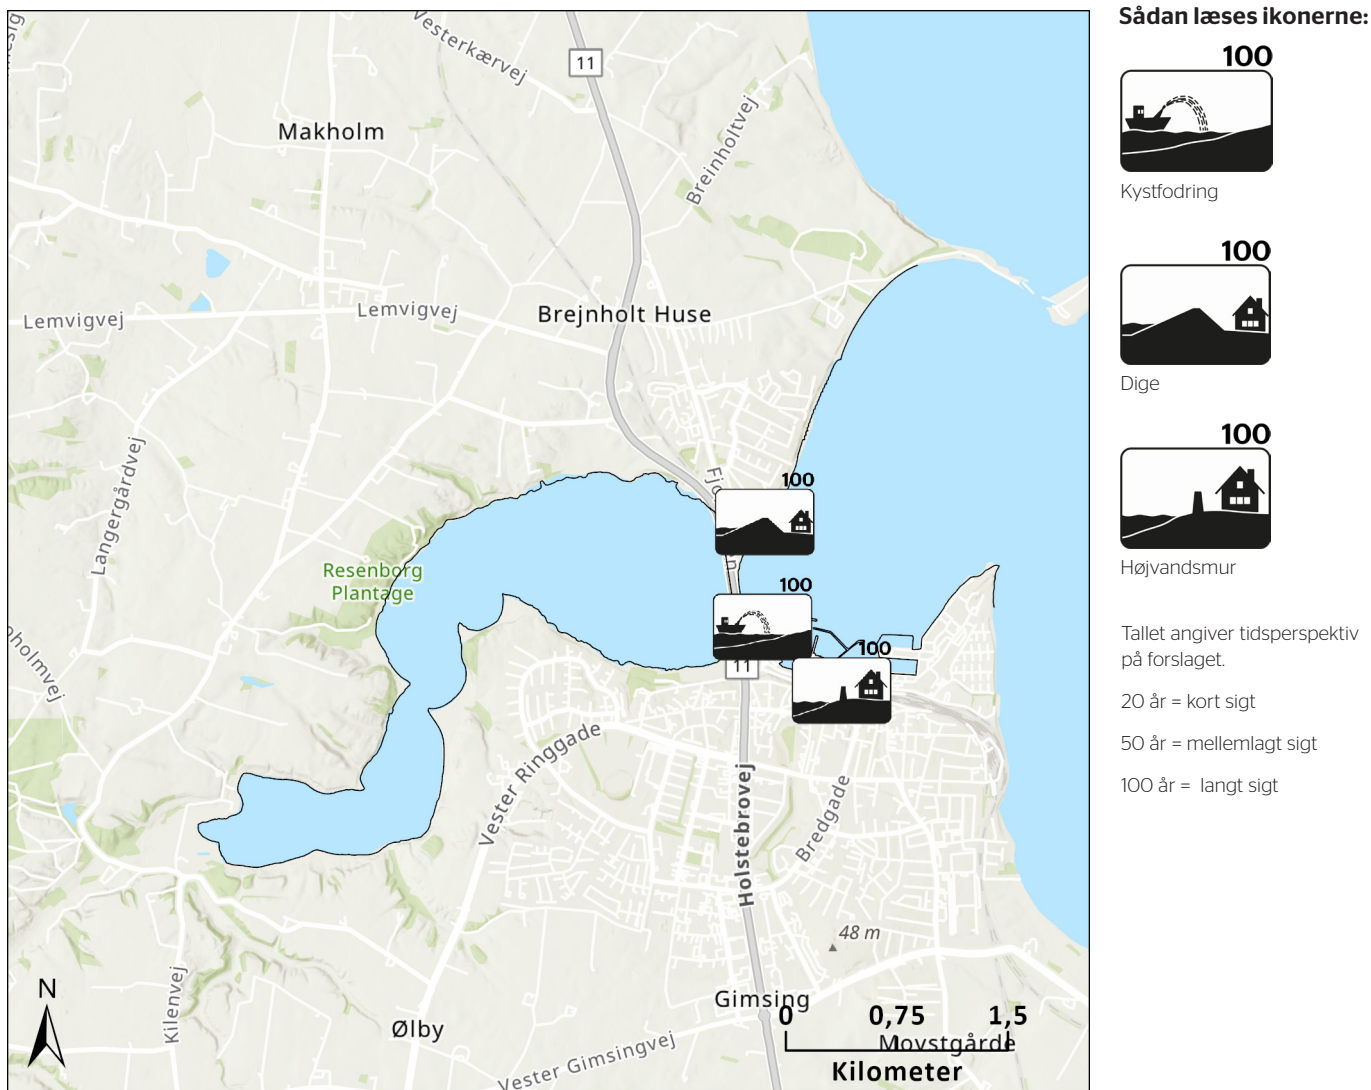 Sådan læses ikonerne:
100
Kystfodring
100
Dige
100
Højvandsmur
Tallet angiver tidsperspektiv
på forslaget.
20 år = kort sigt
50 år = mellemlagt sigt
100 år = langt sigt
Vesterkærvej
11
Makholm
Breinholtvej
Lemvigvej
Lemvigvej
Brejnholt Huse
Langergårdvej
100
Resenborg
Plantage
100
11
100
Vester Ringgade
Holstebrovej
Bredgade
48 m
Kilenvej
N
Ølby
Gimsing
Vester Gimsingvej
0 0,75 1,5
Movstgårde
Kilometer